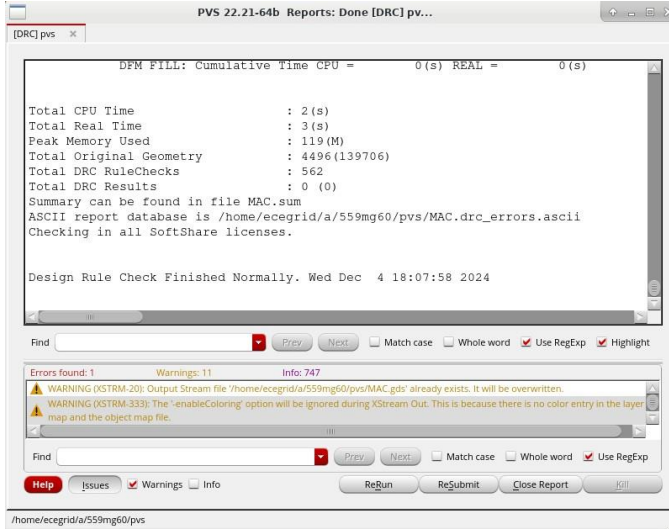 PVS 22.21-64b Reports: Done [DRC] pv...
[DRC] pvs
DFM FILL: Cumulative Time CPU = 0(s) REAL = 0(s)
Total CPU Time : 2(s)
Total Real Time : 3(s)
Peak Memory Used : 119(M)
Total Original Geometry : 4496(139706)
Total DRC RuleChecks : 562
Total DRC Results : 0 (0)
Summary can be found in file MAC.sum
ASCII report database is /home/ecegrid/a/559mg60/pvs/MAC.drc_errors.ascii
Checking in all SoftShare licenses.
Design Rule Check Finished Normally. Wed Dec 4 18:07:58 2024
Find Prev Next Match case Whole word Use RegExp Highlight
Errors found: 1 Warnings: 11 Info: 747
WARNING (XSTRM-20): Output Stream file '/home/ecegrid/a/559mg60/pvs/MAC.gds' already exists. It will be overwritten.
WARNING (XSTRM-333): The '-enableColoring' option will be ignored during XStream Out. This is because there is no color entry in the layer
map and the object map file.
Find Prev Next Match case Whole word Use RegExp
Help Issues Warnings Info ReRun ReSubmit Close Report Kill
/home/ecegrid/a/559mg60/pvs